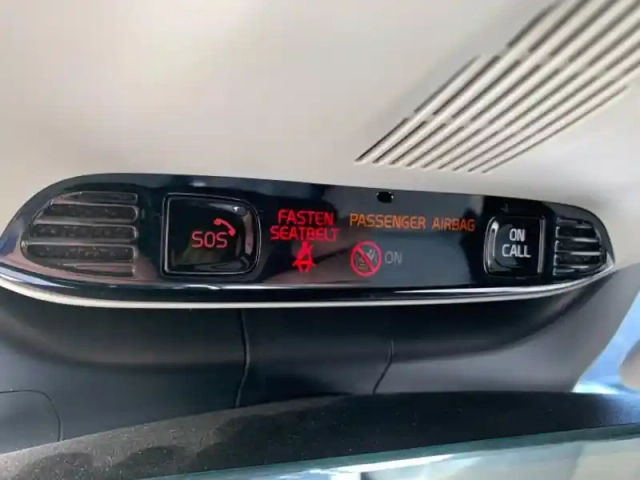 SOS
FASTEN
SEATBELT
PASSENGER AIRBAG
ON
ON
CALL